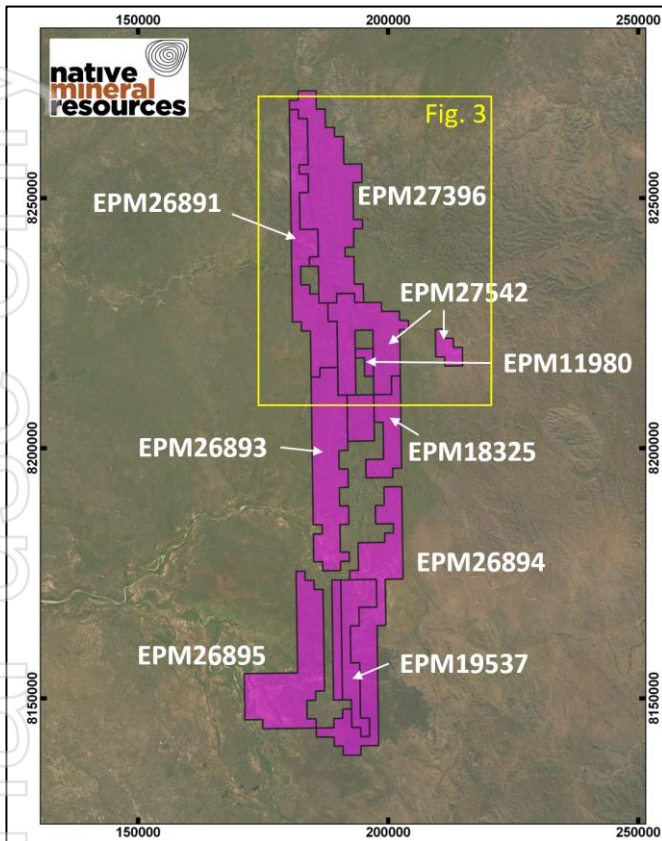 150000 200000 250000
native
mineral
resources
Fig. 3
8250000 8250000
EPM27396
EPM26891
EPM27542
EPM11980
EPM26893
EPM18325
8200000 8200000
EPM26894
EPM26895
EPM19537
8150000 8150000
150000 200000 250000